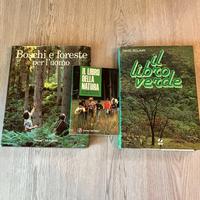 Boschi e foreste
per l'uomo
IL LIBRO
DELLA
NATURA
il
libro
verde